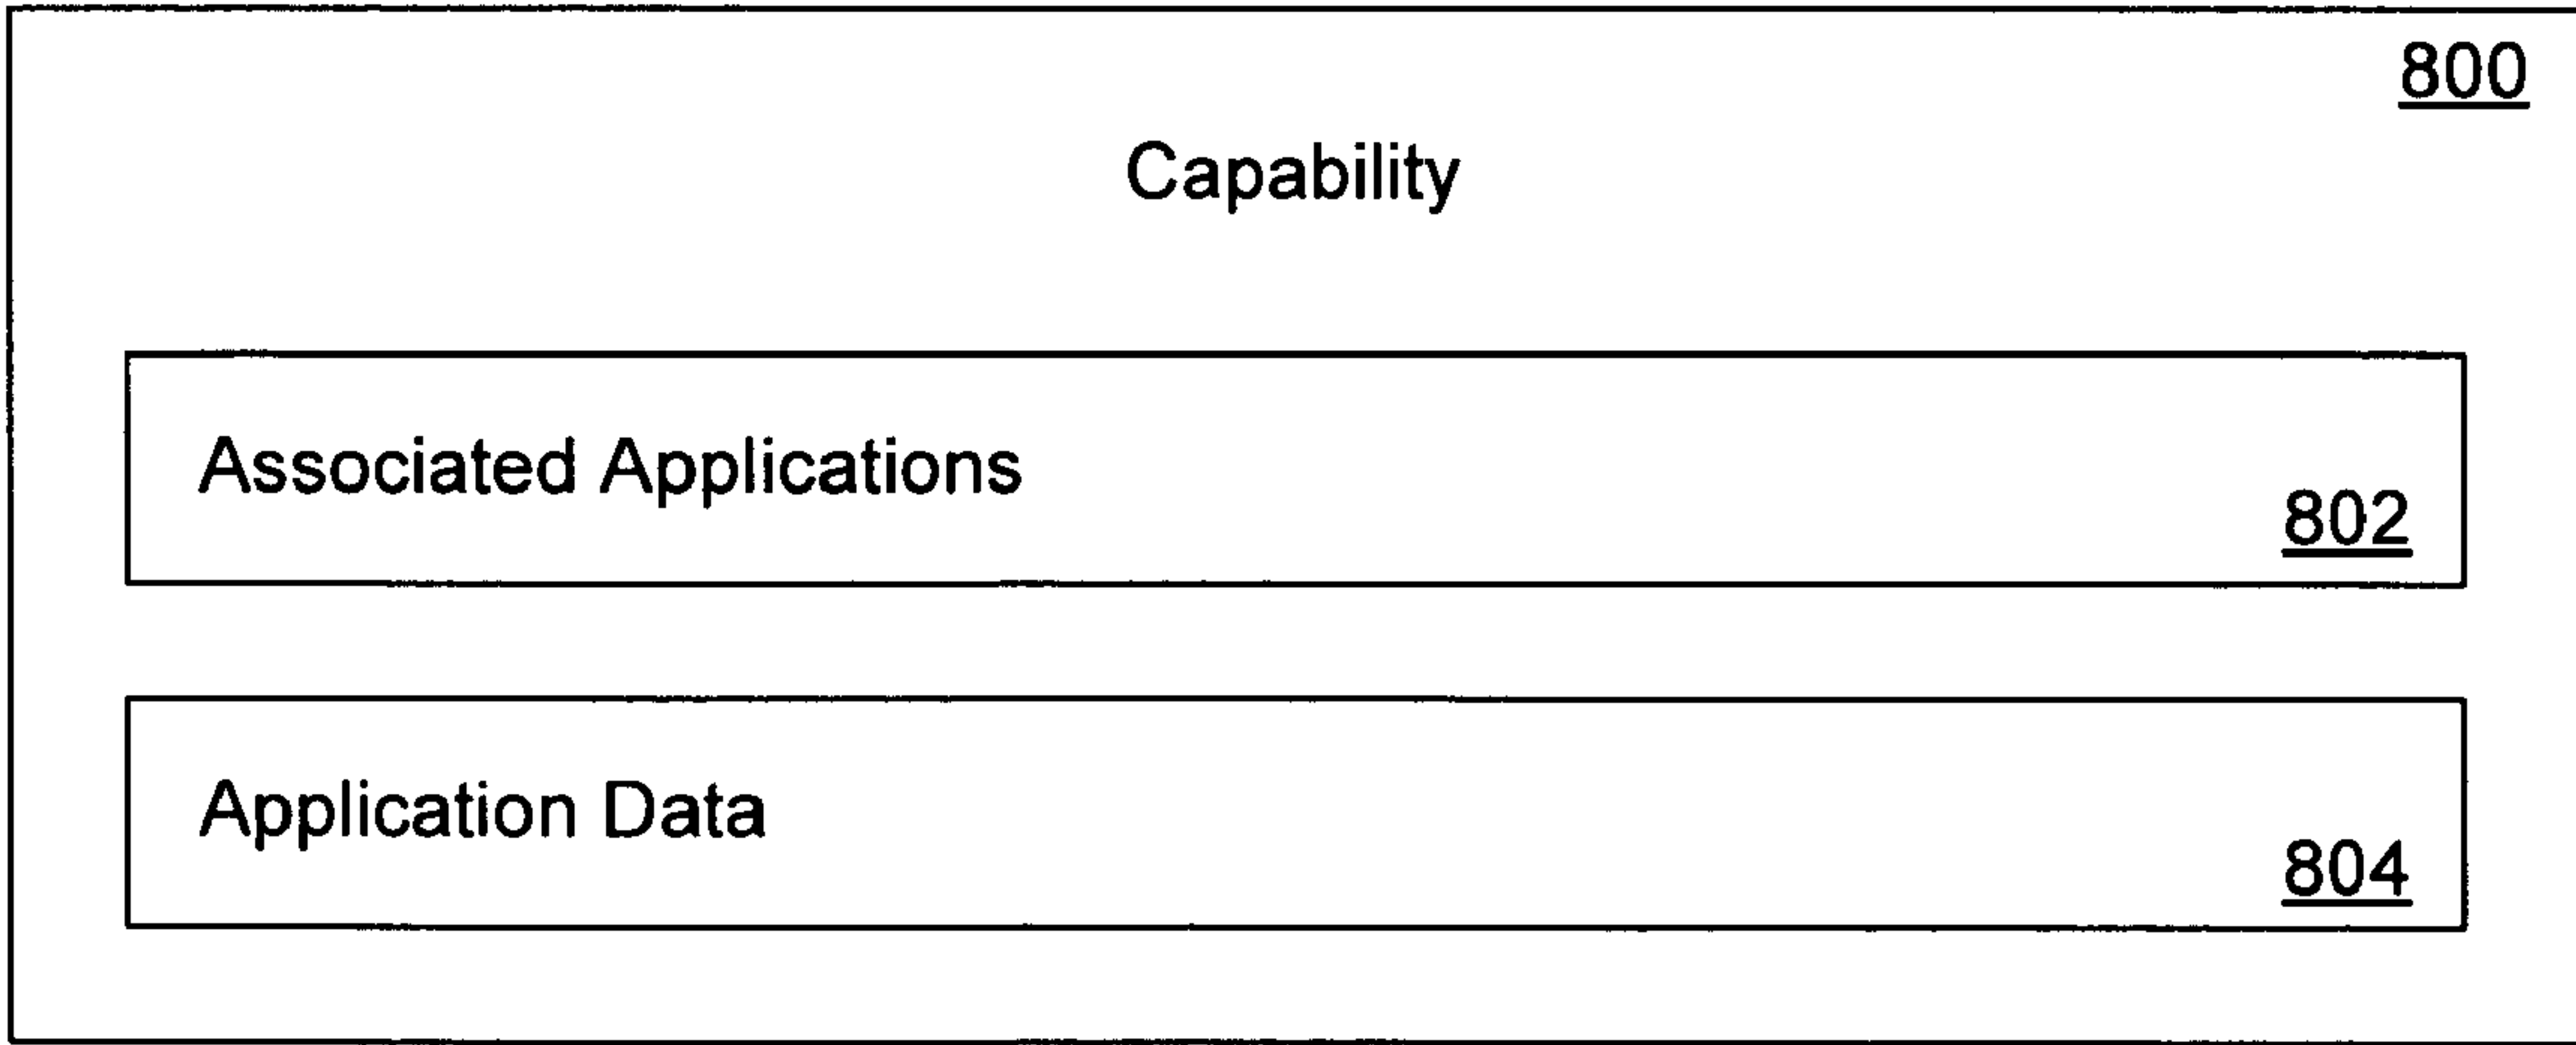 800
Capability
Associated Applications
802
Application Data
804